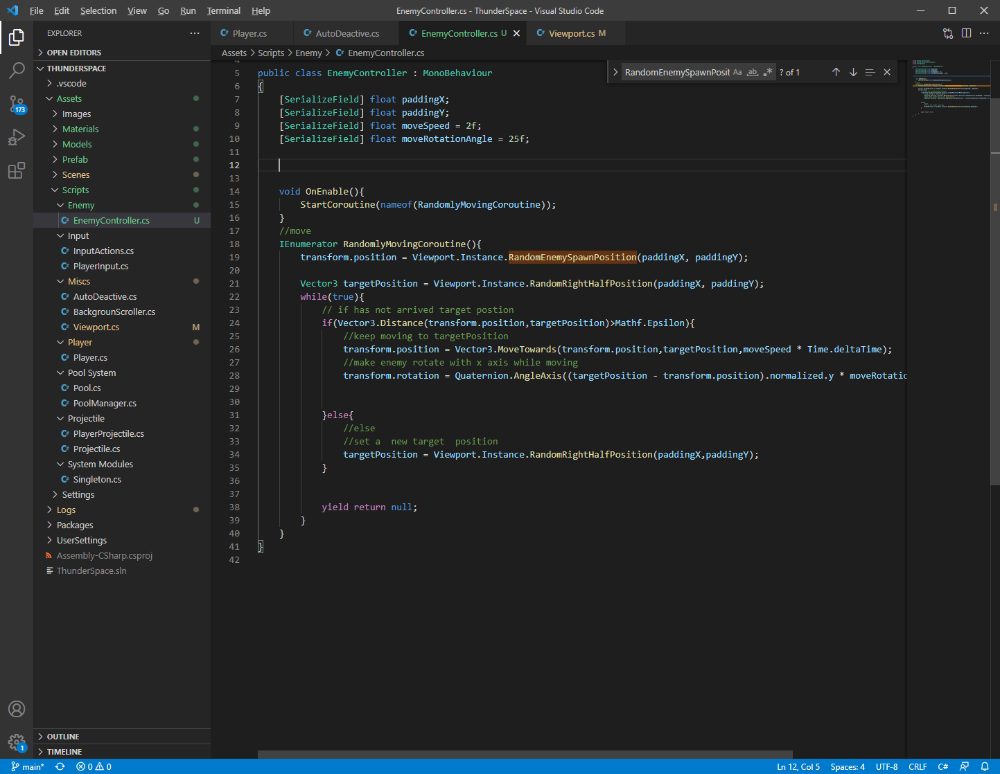 File Edit Selection View Go Run Terminal Help
EnemyController.cs - ThunderSpace - Visual Studio Code
EXPLORER
OPEN EDITORS
THUNDERSPACE
.vscode
Assets
Images
Materials
Models
Prefab
Scenes
Scripts
Enemy
EnemyController.cs U
Input
InputActions.cs
PlayerInput.cs
Miscs
AutoDeactive.cs
BackgrounScroller.cs
Viewport.cs M
Player
Player.cs
Pool System
Pool.cs
PoolManager.cs
Projectile
PlayerProjectile.cs
Projectile.cs
System Modules
Singleton.cs
Settings
Logs
Packages
UserSettings
Assembly-CSharp.csproj
ThunderSpace.sln
OUTLINE
TIMELINE
173
1
Player.cs AutoDeactive.cs EnemyController.cs U Viewport.cs M
Assets > Scripts > Enemy > EnemyController.cs
RandomEnemySpawnPosit Aa ab .* ? of 1
4
5 public class EnemyController : MonoBehaviour
6 {
7 [SerializeField] float paddingX;
8 [SerializeField] float paddingY;
9 [SerializeField] float moveSpeed = 2f;
10 [SerializeField] float moveRotationAngle = 25f;
11
12
13
14 void OnEnable(){
15 StartCoroutine(nameof(RandomlyMovingCoroutine));
16 }
17 //move
18 IEnumerator RandomlyMovingCoroutine(){
19 transform.position = Viewport.Instance.RandomEnemySpawnPosition(paddingX, paddingY);
20
21 Vector3 targetPosition = Viewport.Instance.RandomRightHalfPosition(paddingX, paddingY);
22 while(true){
23 // if has not arrived target postion
24 if(Vector3.Distance(transform.position,targetPosition)>Mathf.Epsilon){
25 //keep moving to targetPosition
26 transform.position = Vector3.MoveTowards(transform.position,targetPosition,moveSpeed * Time.deltaTime);
27 //make enemy rotate with x axis while moving
28 transform.rotation = Quaternion.AngleAxis((targetPosition - transform.position).normalized.y * moveRotatio
29
30
31 }else{
32 //else
33 //set a  new target  position
34 targetPosition = Viewport.Instance.RandomRightHalfPosition(paddingX,paddingY);
35 }
36
37
38 yield return null;
39 }
40 }
41 }
42
main* 0 0 Ln 12, Col 5 Spaces: 4 UTF-8 CRLF C#